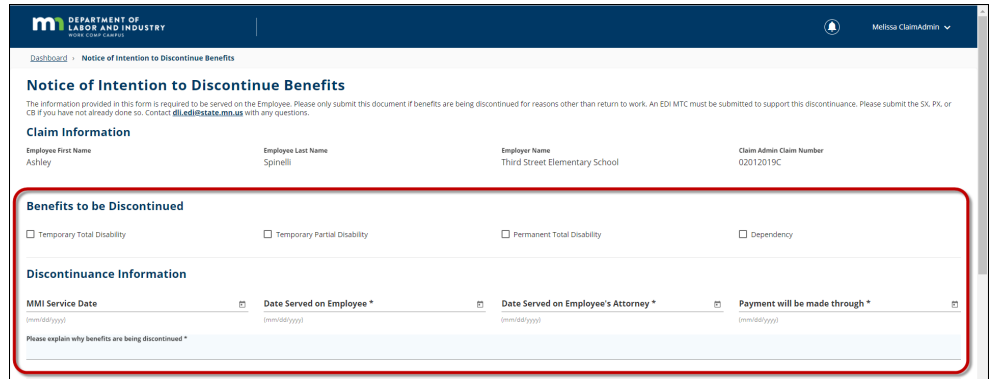 DEPARTMENT OF
LABOR AND INDUSTRY
WORK COMP CAMPUS
Melissa ClaimAdmin
Dashboard › Notice of Intention to Discontinue Benefits
Notice of Intention to Discontinue Benefits
The information provided in this form is required to be served on the Employee. Please only submit this document if benefits are being discontinued for reasons other than return to work. An EDI MTC must be submitted to support this discontinuance. Please submit the SX, PX, or
CB if you have not already done so. Contact dli.edi@state.mn.us with any questions.
Claim Information
Employee First Name Employee Last Name Employer Name Claim Admin Claim Number
Ashley Spinelli Third Street Elementary School 02012019C
Benefits to be Discontinued
Temporary Total Disability Temporary Partial Disability Permanent Total Disability Dependency
Discontinuance Information
MMI Service Date Date Served on Employee * Date Served on Employee's Attorney * Payment will be made through *
(mm/dd/yyyy) (mm/dd/yyyy) (mm/dd/yyyy) (mm/dd/yyyy)
Please explain why benefits are being discontinued *